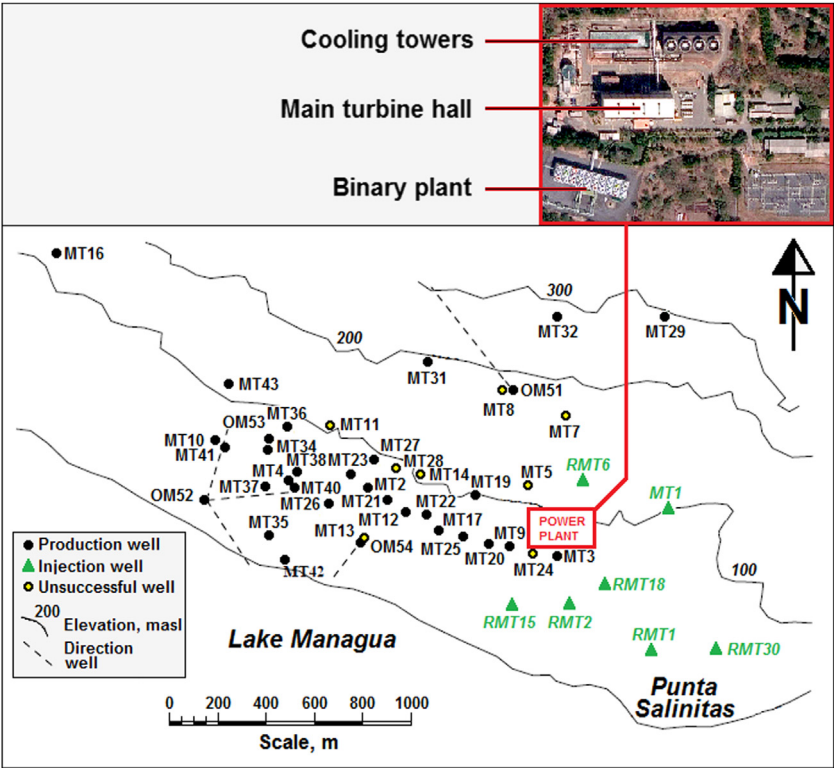 Cooling towers
Main turbine hall
Binary plant
MT16
300
MT32
MT29
N
200
MT31
MT43
OM51
MT8
MT7
OM53
MT36
MT11
MT10
MT34
MT41
MT27
MT38
MT23
MT28
MT14
MT4
MT5
RMT6
MT37
MT40
MT2
MT19
OM52
MT26
MT21
MT22
MT1
MT12
MT17
POWER
PLANT
MT35
MT13
OM54
MT25
MT20
MT9
MT24
MT3
MT42
100
RMT18
RMT15
RMT2
RMT1
RMT30
Production well
Injection well
Unsuccessful well
200
Elevation, masl
Direction
well
Lake Managua
Punta
Salinitas
0 200 400 600 800 1000
Scale, m